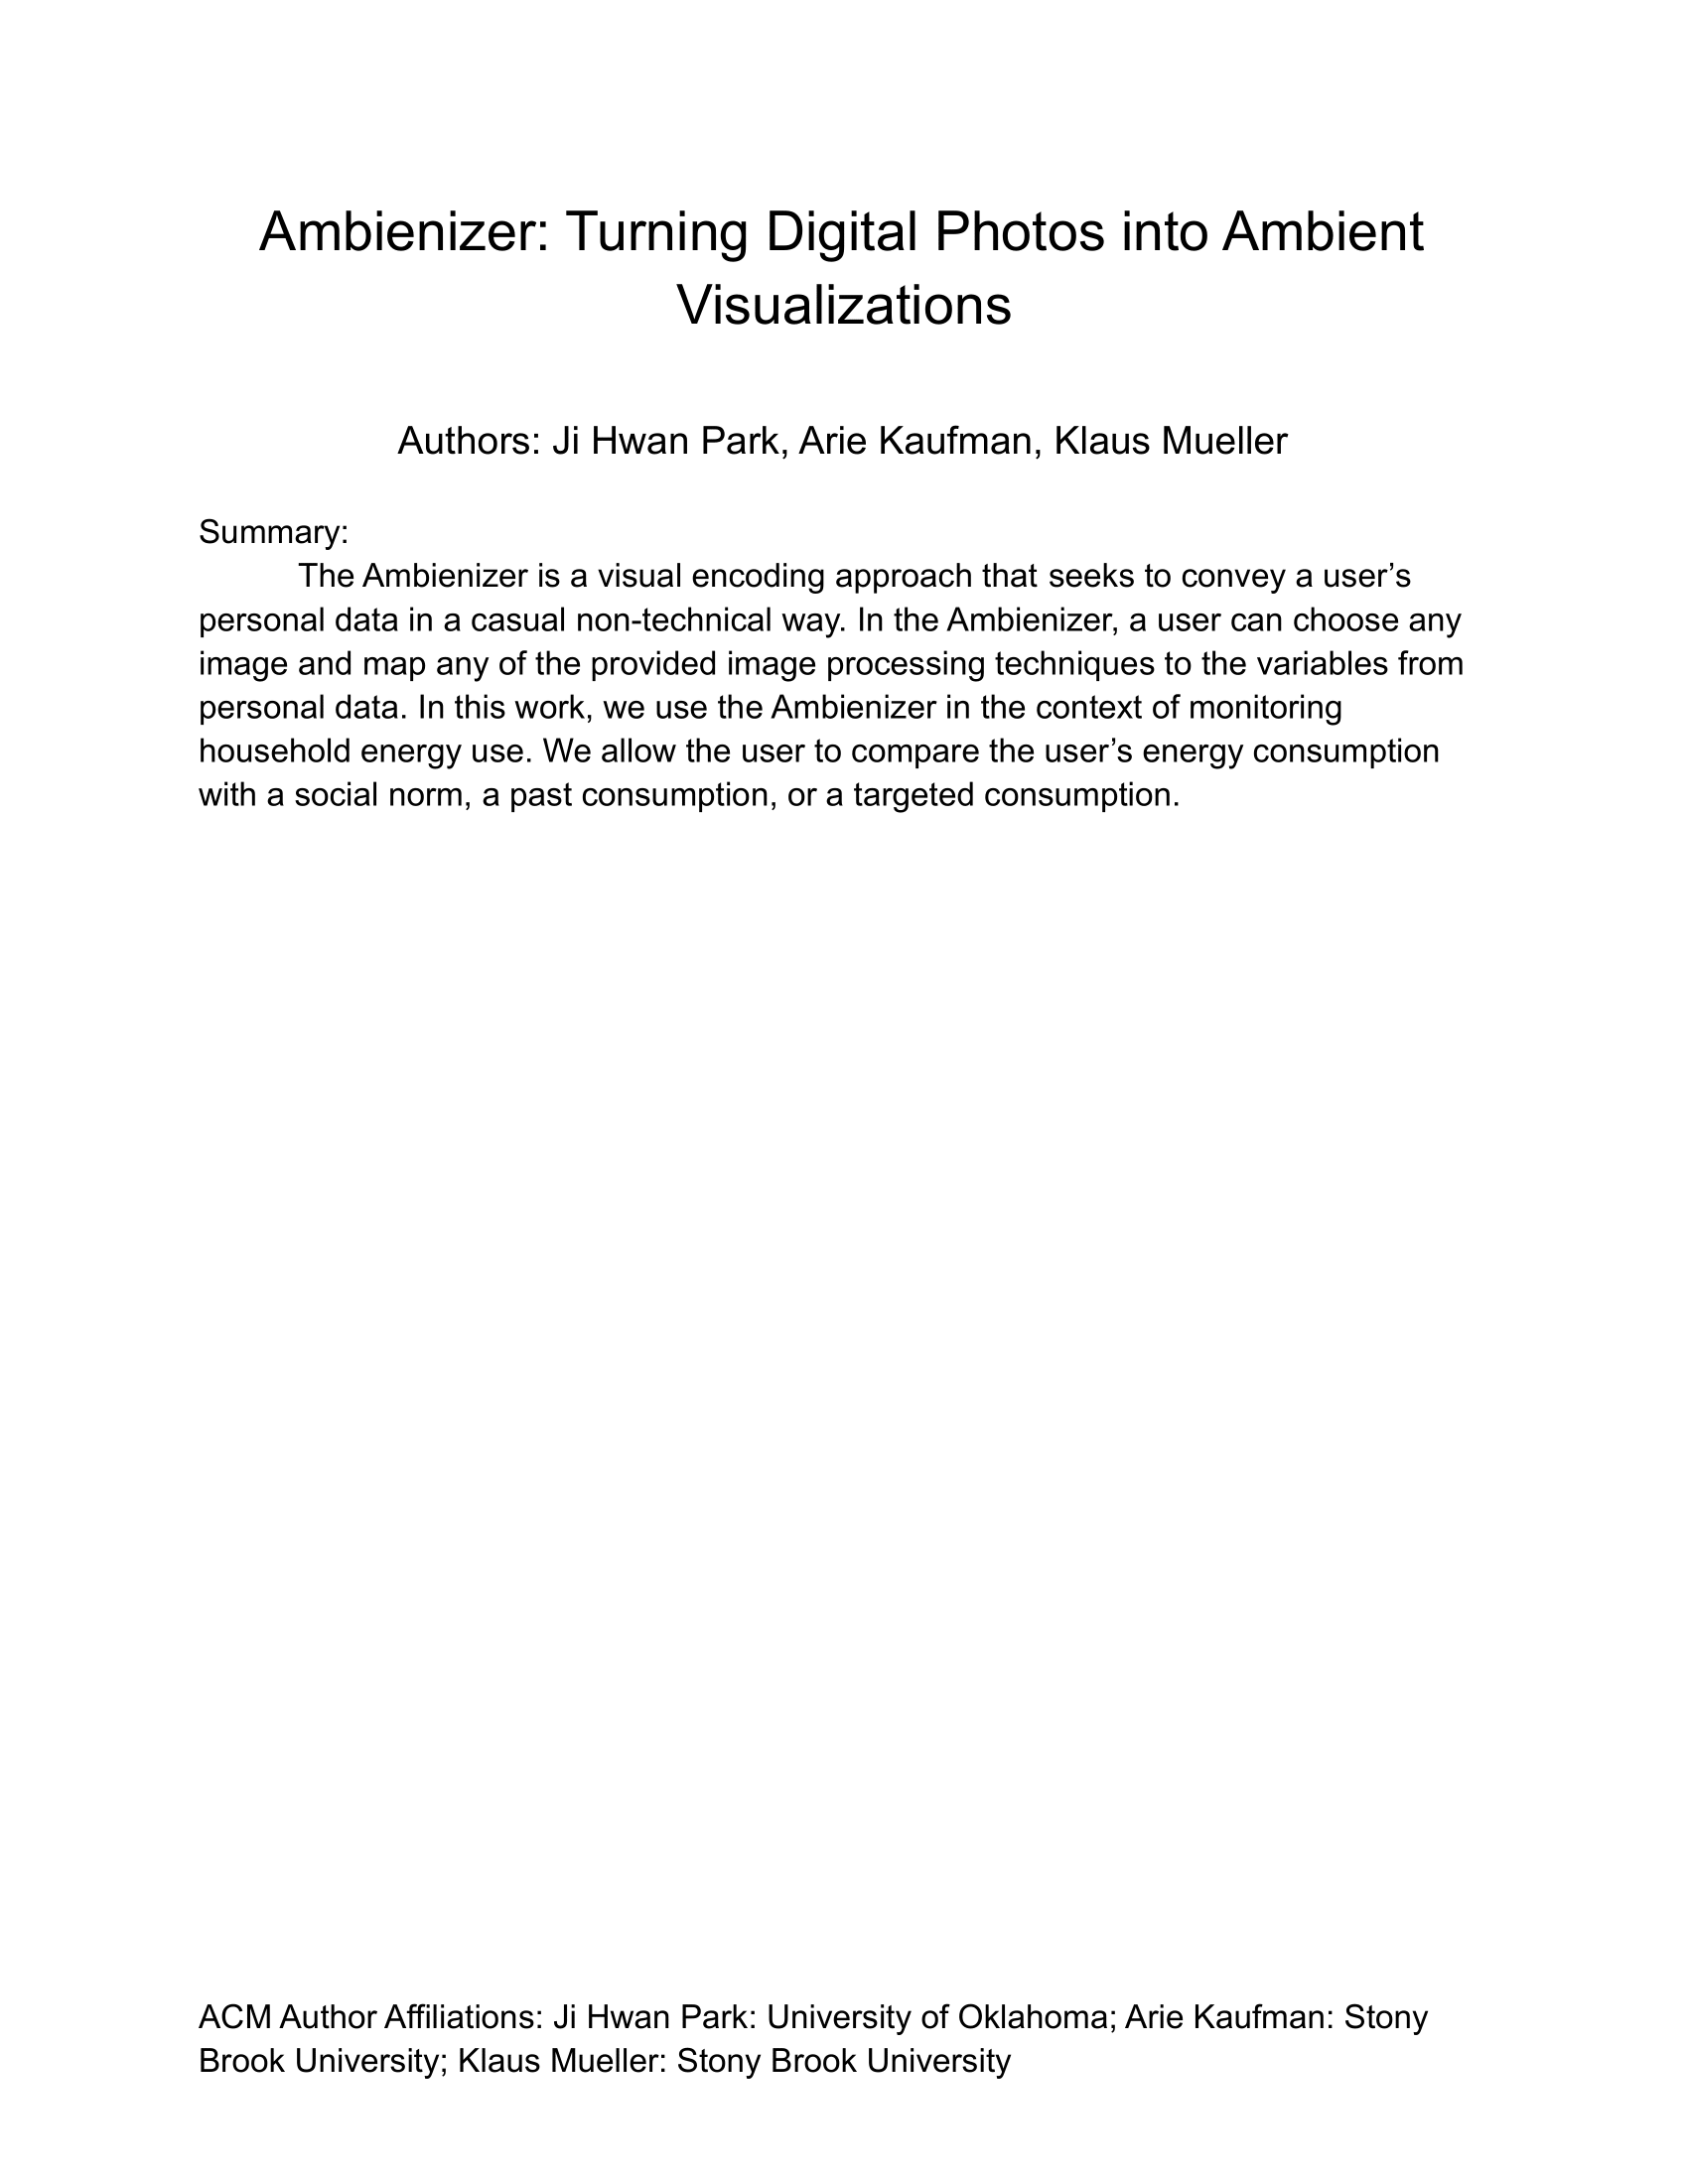 Ambienizer: Turning Digital Photos into Ambient
Visualizations
Authors: Ji Hwan Park, Arie Kaufman, Klaus Mueller
Summary:
The Ambienizer is a visual encoding approach that seeks to convey a user’s
personal data in a casual non-technical way. In the Ambienizer, a user can choose any
image and map any of the provided image processing techniques to the variables from
personal data. In this work, we use the Ambienizer in the context of monitoring
household energy use. We allow the user to compare the user’s energy consumption
with a social norm, a past consumption, or a targeted consumption.
ACM Author Affiliations: Ji Hwan Park: University of Oklahoma; Arie Kaufman: Stony
Brook University; Klaus Mueller: Stony Brook University